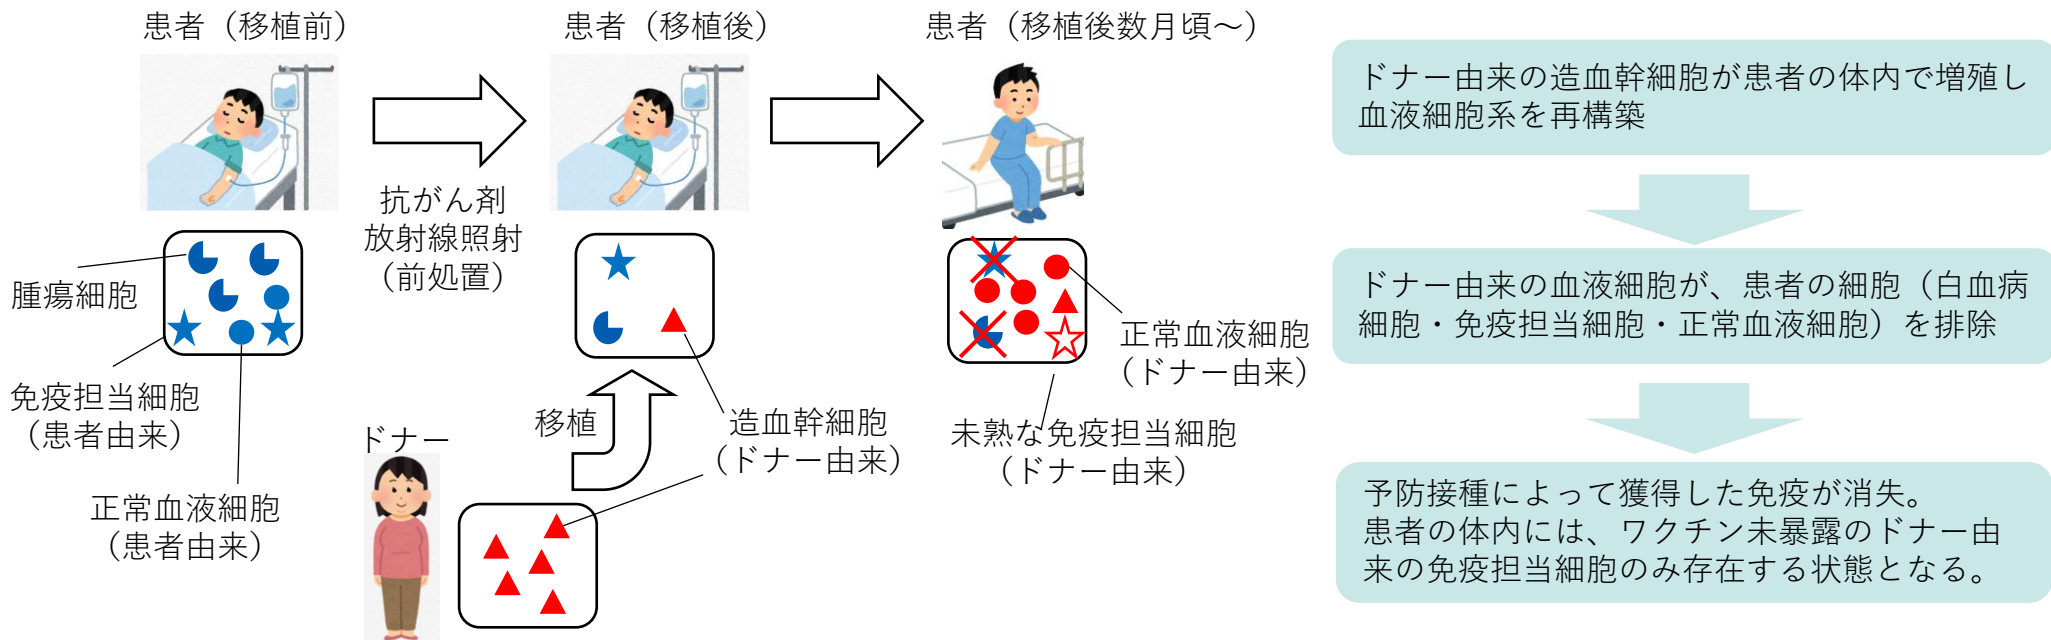 患者（移植前）
患者（移植後）
患者（移植後数月頃～）
抗がん剤
放射線照射
（前処置）
腫瘍細胞
免疫担当細胞
（患者由来）
正常血液細胞
（患者由来）
ドナー
移植
造血幹細胞
（ドナー由来）
正常血液細胞
（ドナー由来）
未熟な免疫担当細胞
（ドナー由来）
ドナー由来の造血幹細胞が患者の体内で増殖し
血液細胞系を再構築
ドナー由来の血液細胞が、患者の細胞（白血病
細胞・免疫担当細胞・正常血液細胞）を排除
予防接種によって獲得した免疫が消失。
患者の体内には、ワクチン未暴露のドナー由
来の免疫担当細胞のみ存在する状態となる。